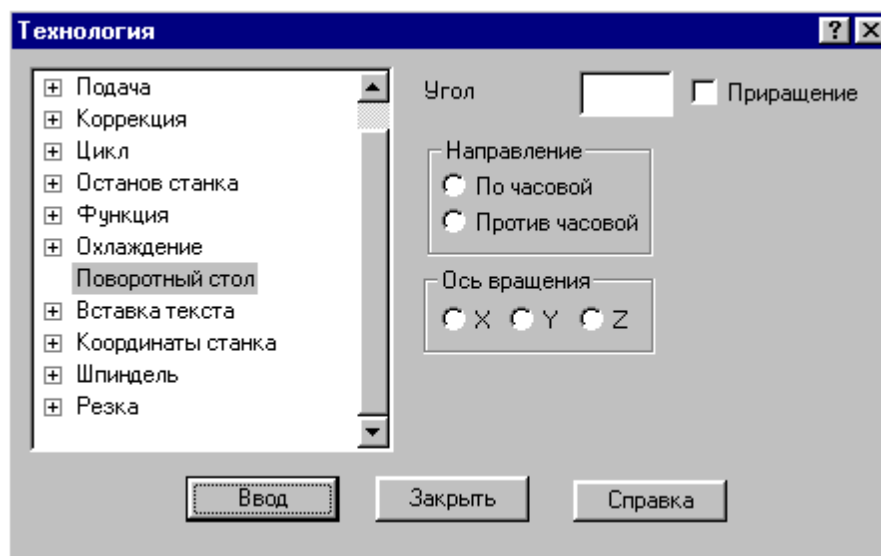 Технология
Подача
Коррекция
Цикл
Останов станка
Функция
Охлаждение
Поворотный стол
Вставка текста
Координаты станка
Шпиндель
Резка
Угол
Приращение
Направление
По часовой
Против часовой
Ось вращения
X Y Z
Ввод Закрыть Справка